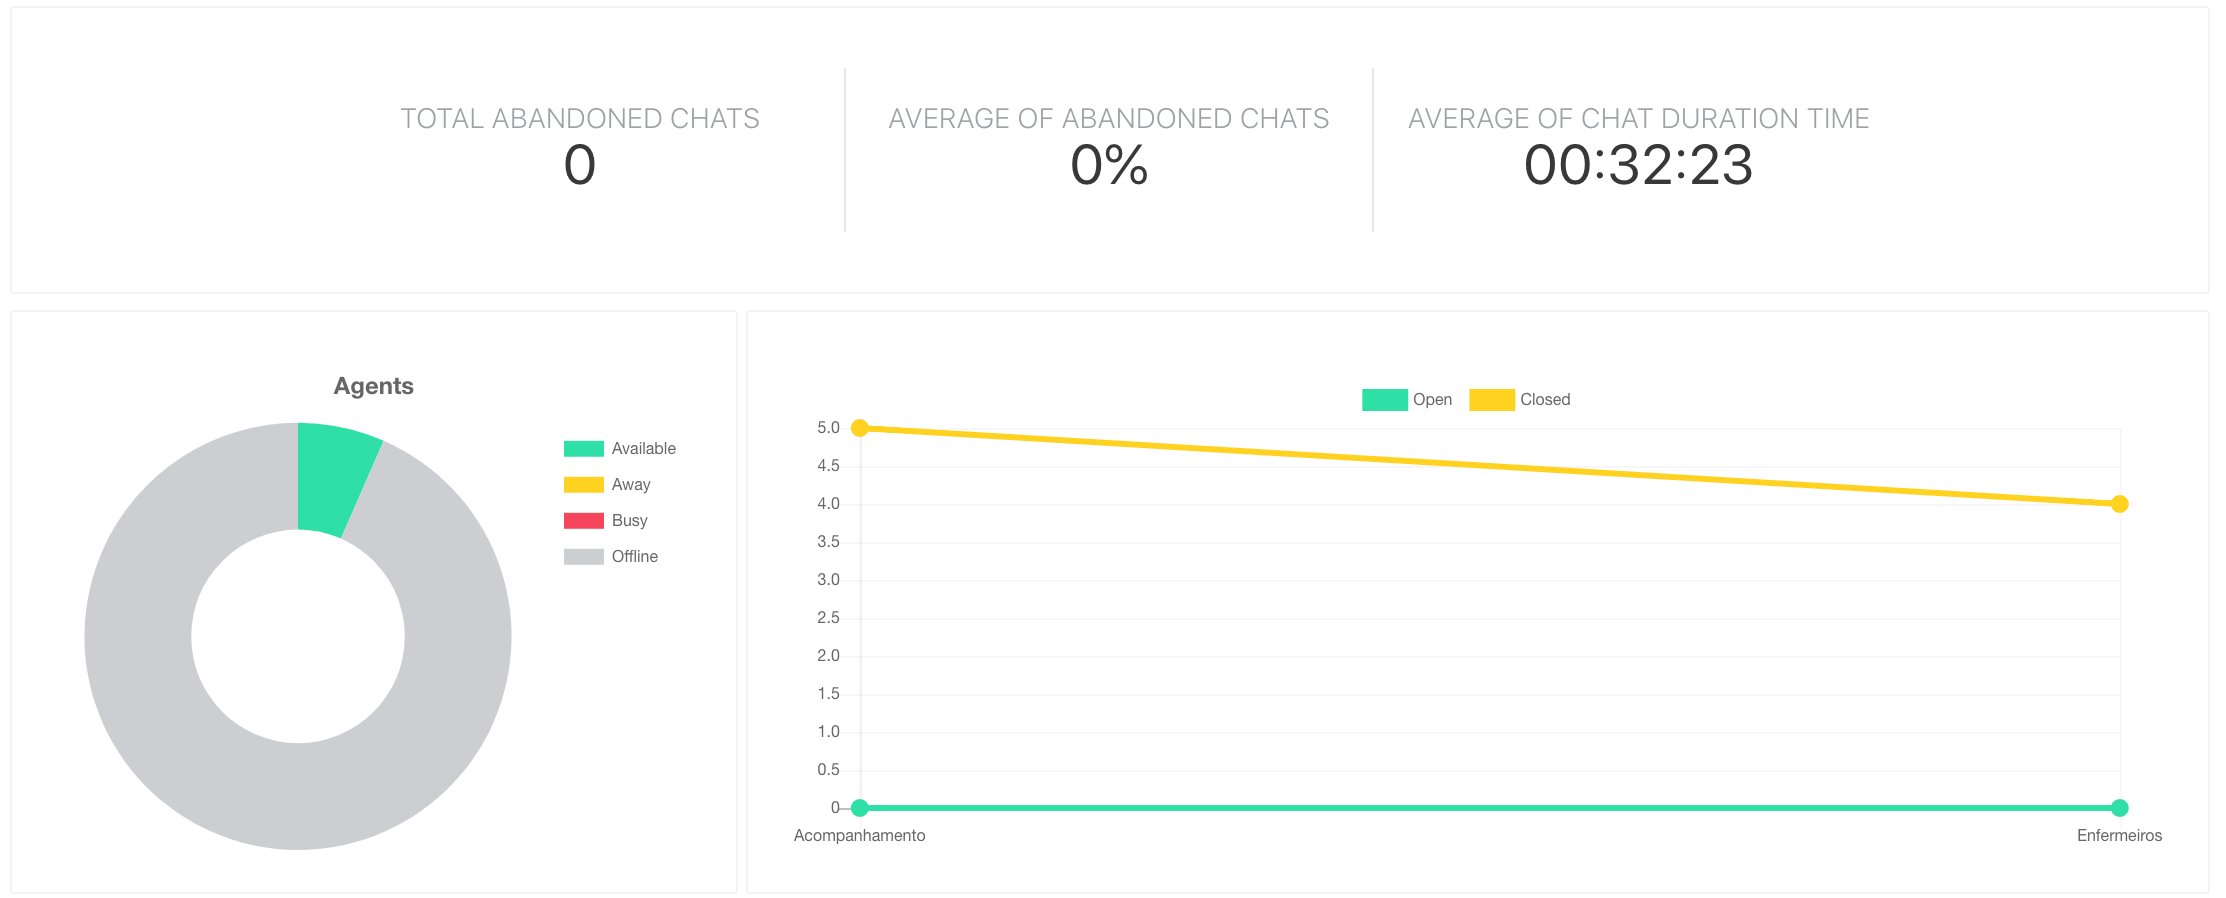 TOTAL ABANDONED CHATS
0
AVERAGE OF ABANDONED CHATS
0%
AVERAGE OF CHAT DURATION TIME
00:32:23
Agents
Available
Away
Busy
Offline
Open
Closed
5.0
4.5
4.0
3.5
3.0
2.5
2.0
1.5
1.0
0.5
0
Acompanhamento
Enfermeiros